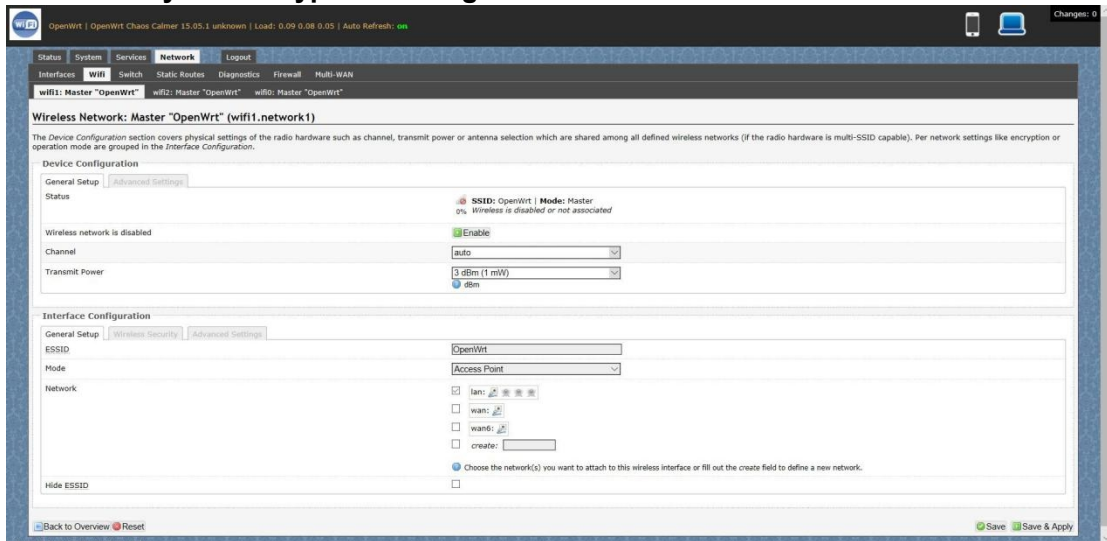 WiFi
OpenWrt | OpenWrt Chaos Calmer 15.05.1 unknown | Load: 0.09 0.08 0.05 | Auto Refresh: on
Changes: 0
Status System Services Network Logout
Interfaces Wifi Switch Static Routes Diagnostics Firewall Multi-WAN
wifi1: Master "OpenWrt" wifi2: Master "OpenWrt" wifi0: Master "OpenWrt"
Wireless Network: Master "OpenWrt" (wifi1.network1)
The Device Configuration section covers physical settings of the radio hardware such as channel, transmit power or antenna selection which are shared among all defined wireless networks (if the radio hardware is multi-SSID capable). Per network settings like encryption or
operation mode are grouped in the Interface Configuration.
Device Configuration
General Setup Advanced Settings
Status
SSID: OpenWrt | Mode: Master
0% Wireless is disabled or not associated
Wireless network is disabled Enable
Channel auto
Transmit Power 3 dBm (1 mW)
dBm
Interface Configuration
General Setup Wireless Security Advanced Settings
ESSID OpenWrt
Mode Access Point
Network lan:
wan:
wan6:
create:
Choose the network(s) you want to attach to this wireless interface or fill out the create field to define a new network.
Hide ESSID
Back to Overview Reset Save Save & Apply